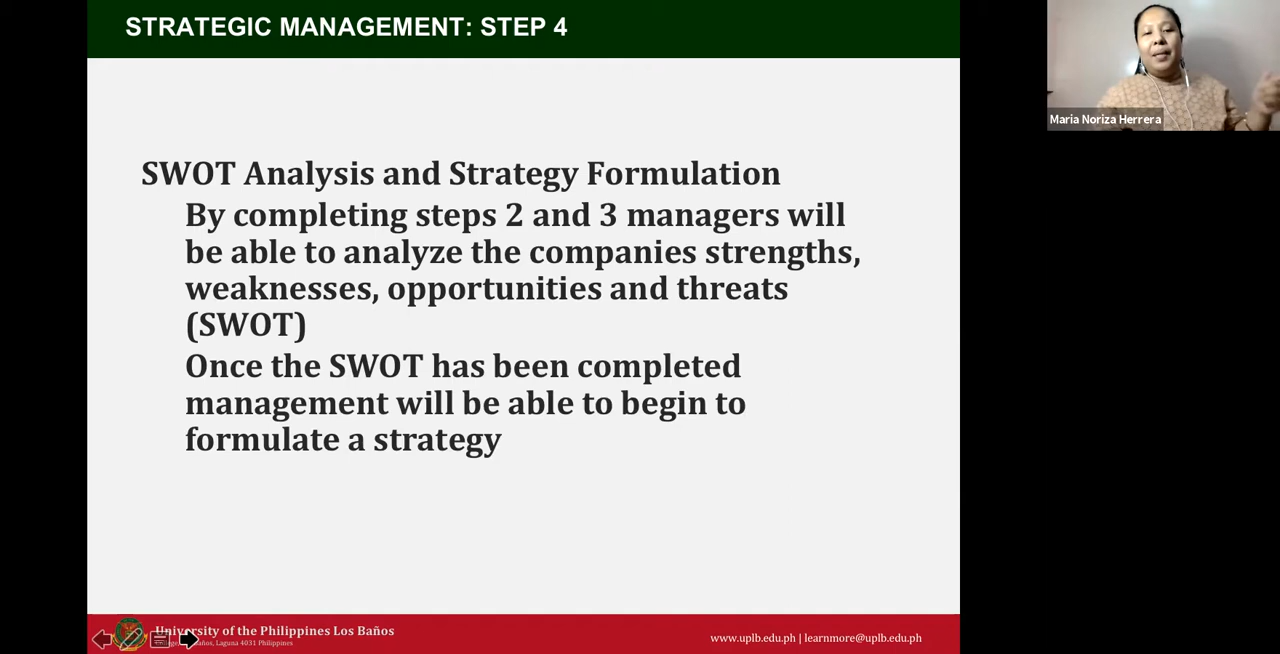 STRATEGIC MANAGEMENT: STEP 4
Maria Noriza Herrera
SWOT Analysis and Strategy Formulation
By completing steps 2 and 3 managers will
be able to analyze the companies strengths,
weaknesses, opportunities and threats
(SWOT)
Once the SWOT has been completed
management will be able to begin to
formulate a strategy
University of the Philippines Los Baños
Laguna 4031 Philippines
www.uplb.edu.ph | learnmore@uplb.edu.ph